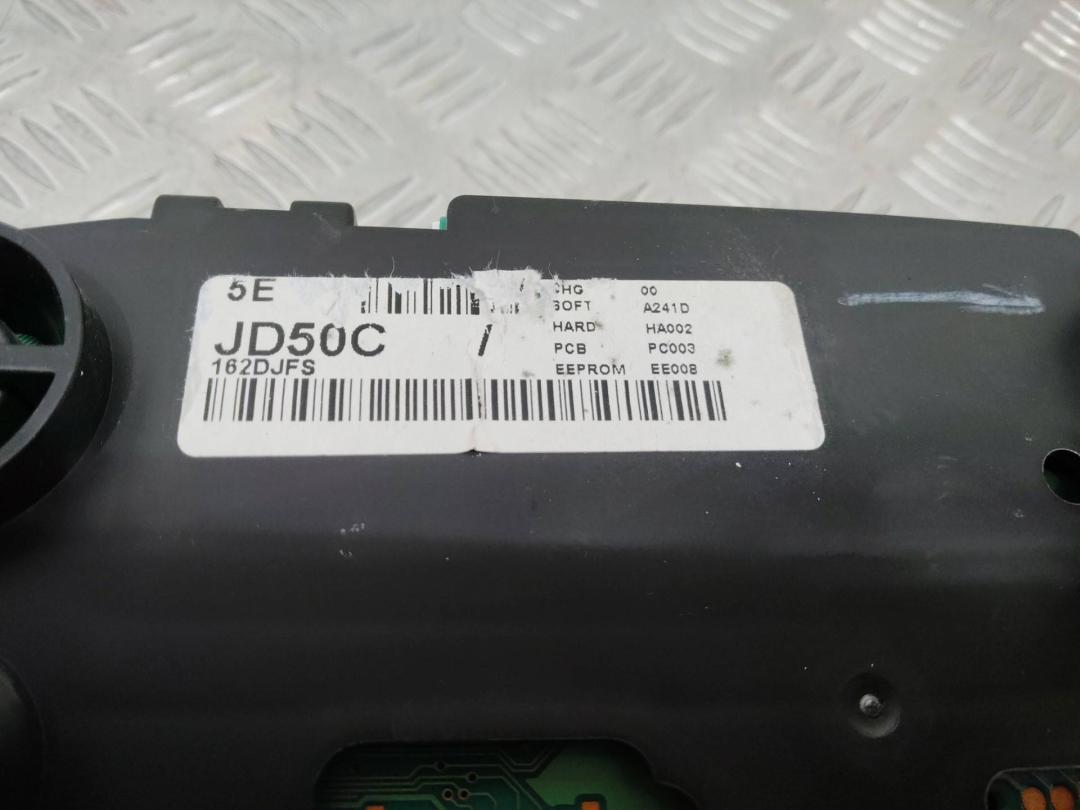 5E
JD50C
162DJFS
CHG 00
SOFT A241D
HARD HA002
PCB PC003
EEPROM EE008